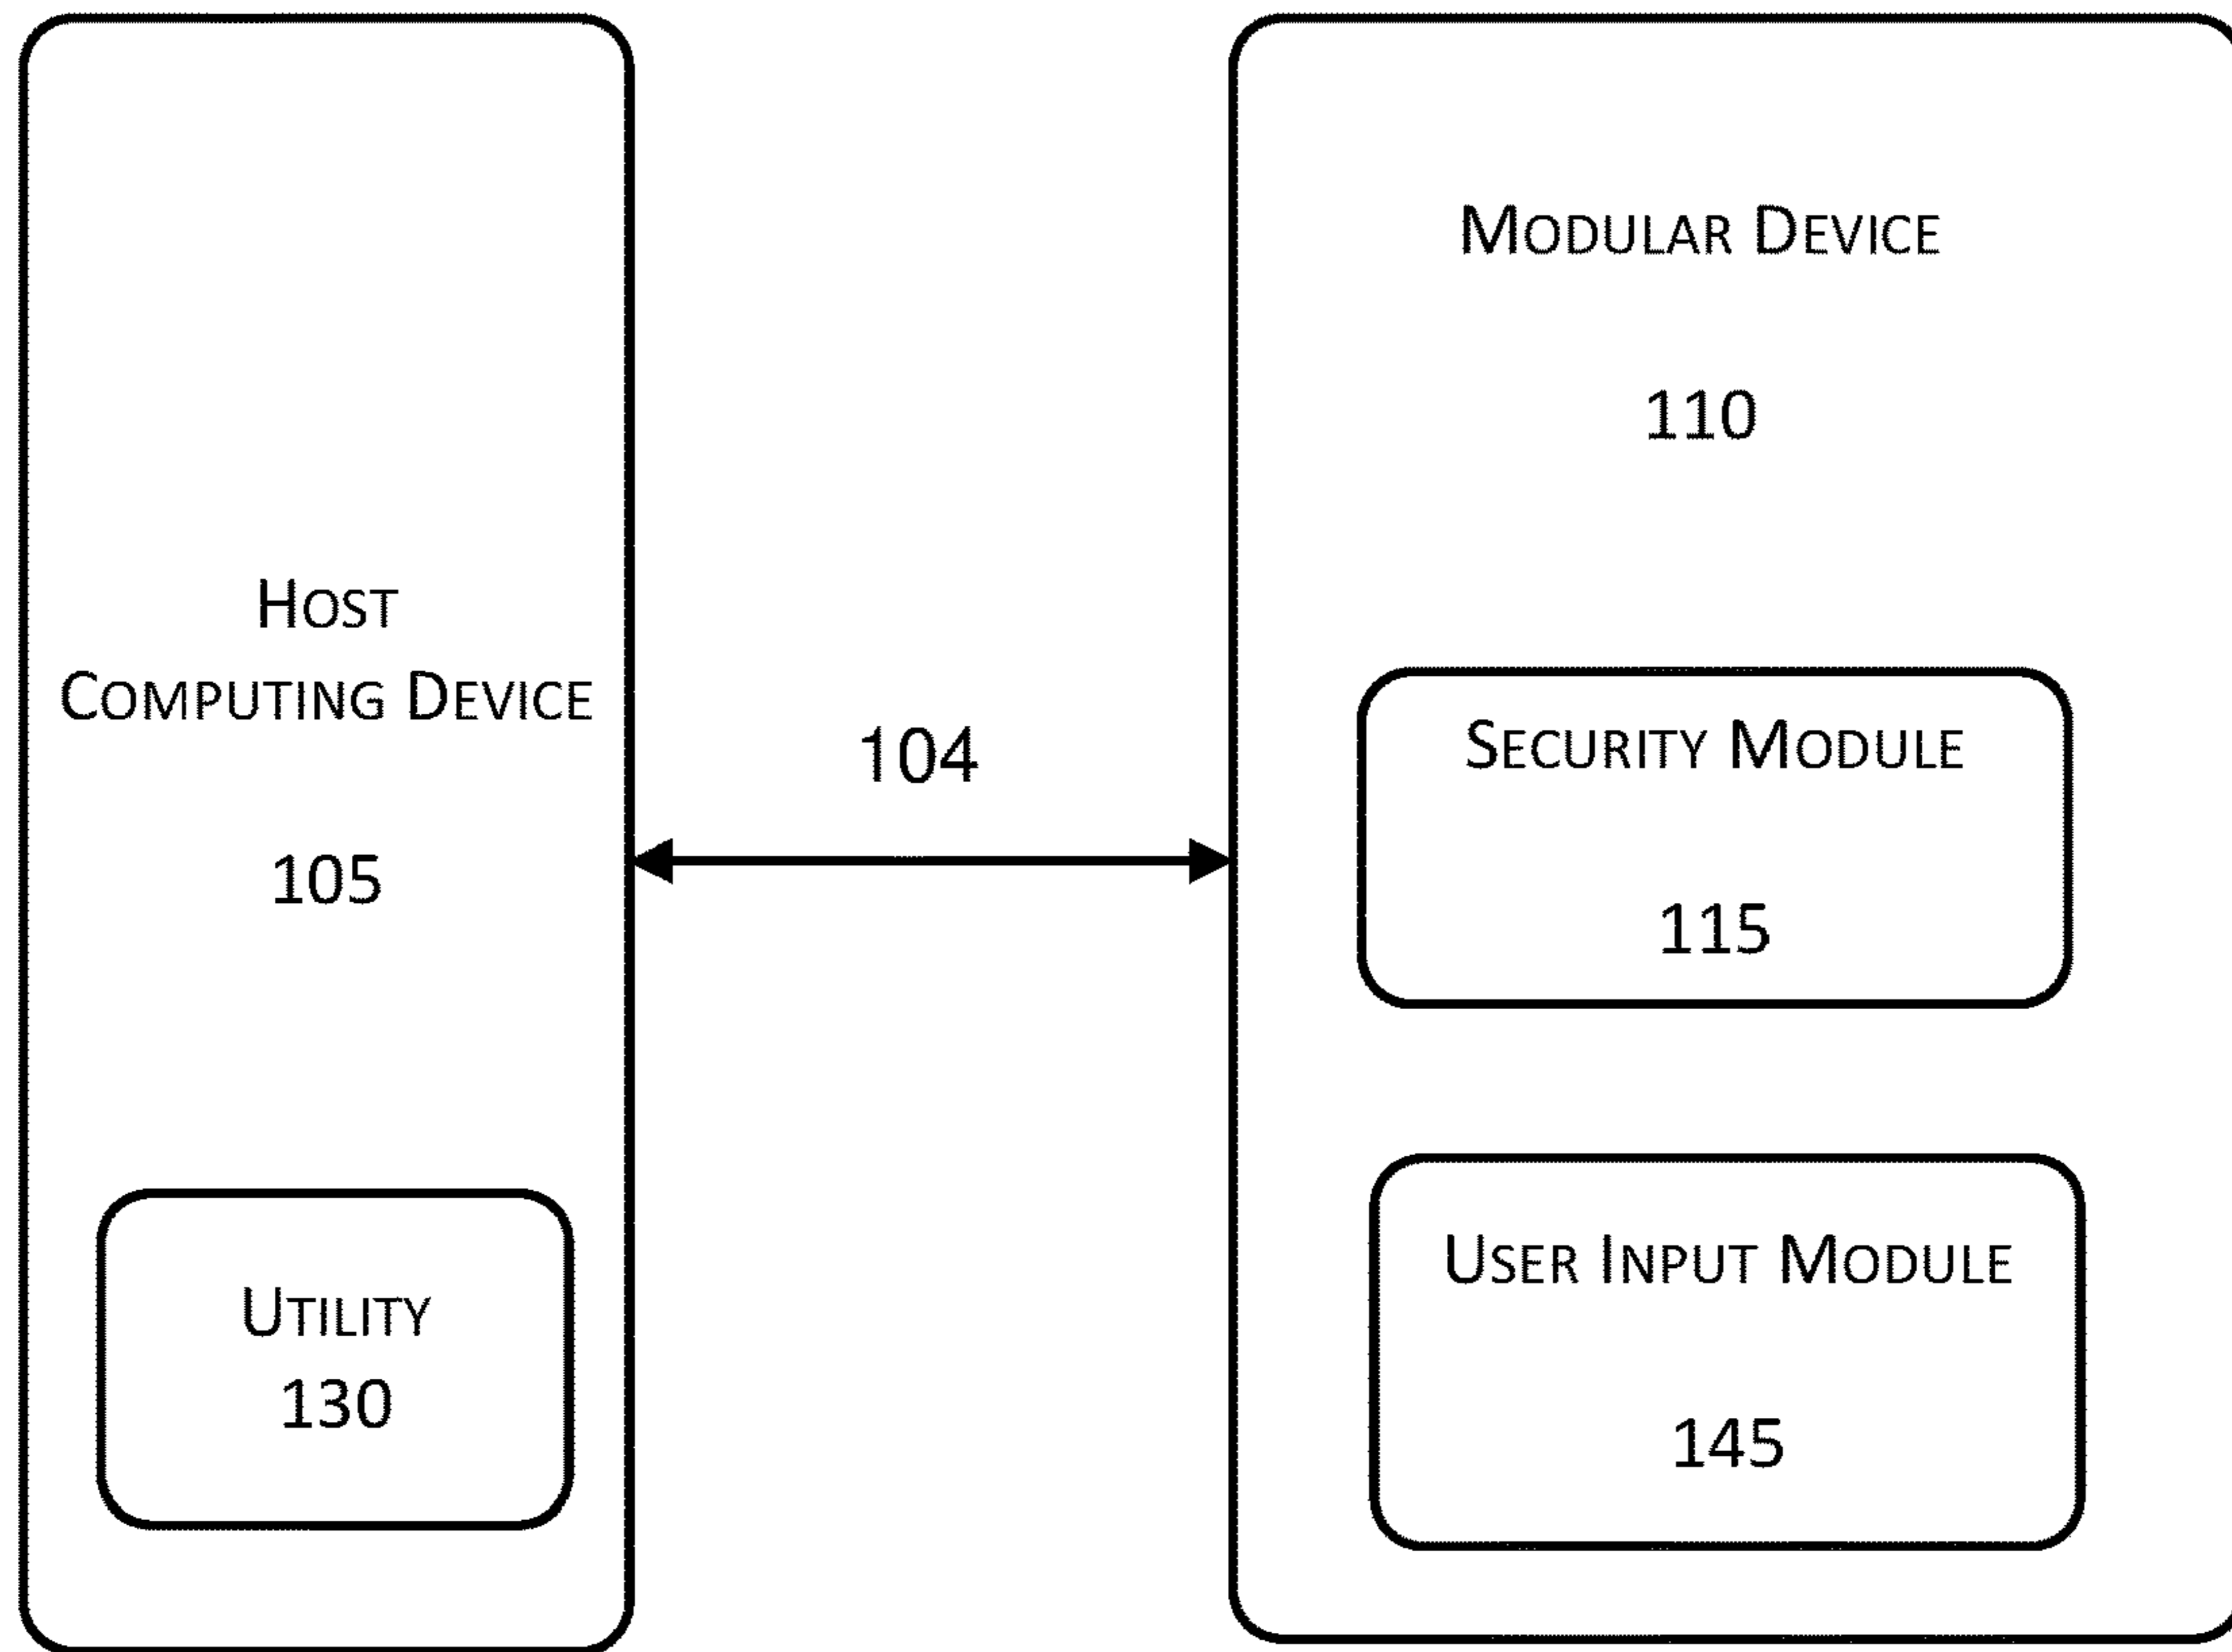 HOST
COMPUTING DEVICE
105
UTILITY
130
104
MODULAR DEVICE
110
SECURITY MODULE
115
USER INPUT MODULE
145